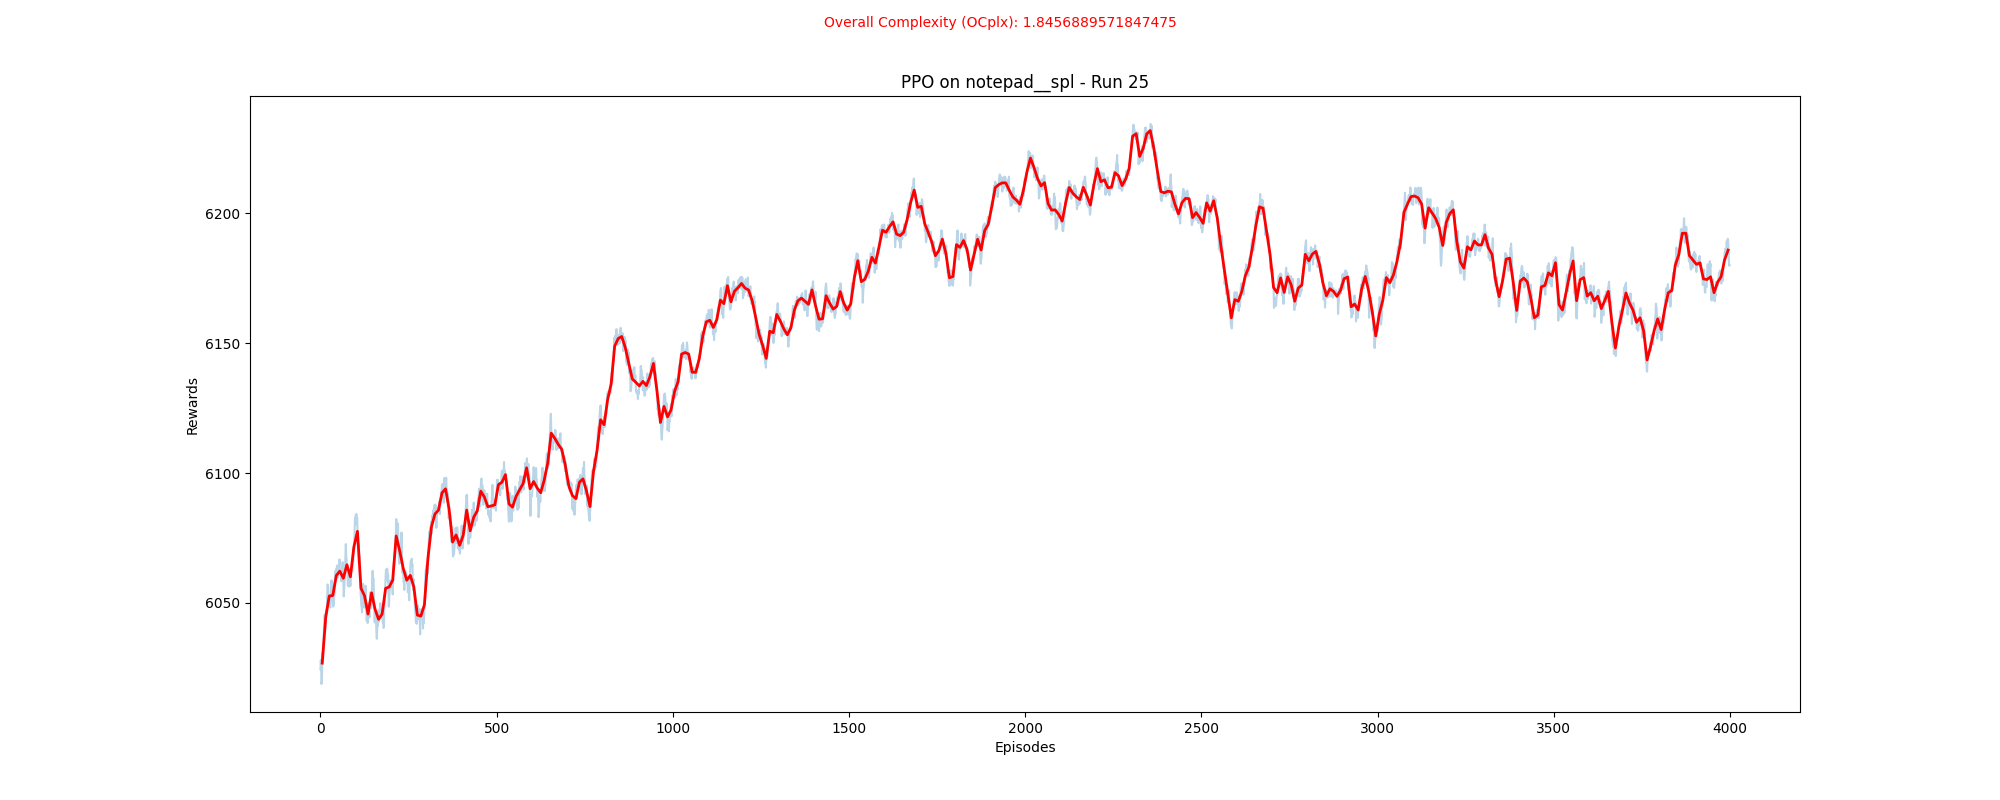 Overall Complexity (OCplx): 1.8456889571847475
PPO on notepad__spl - Run 25
Rewards
6200
6150
6100
6050
0 500 1000 1500 2000 2500 3000 3500 4000
Episodes